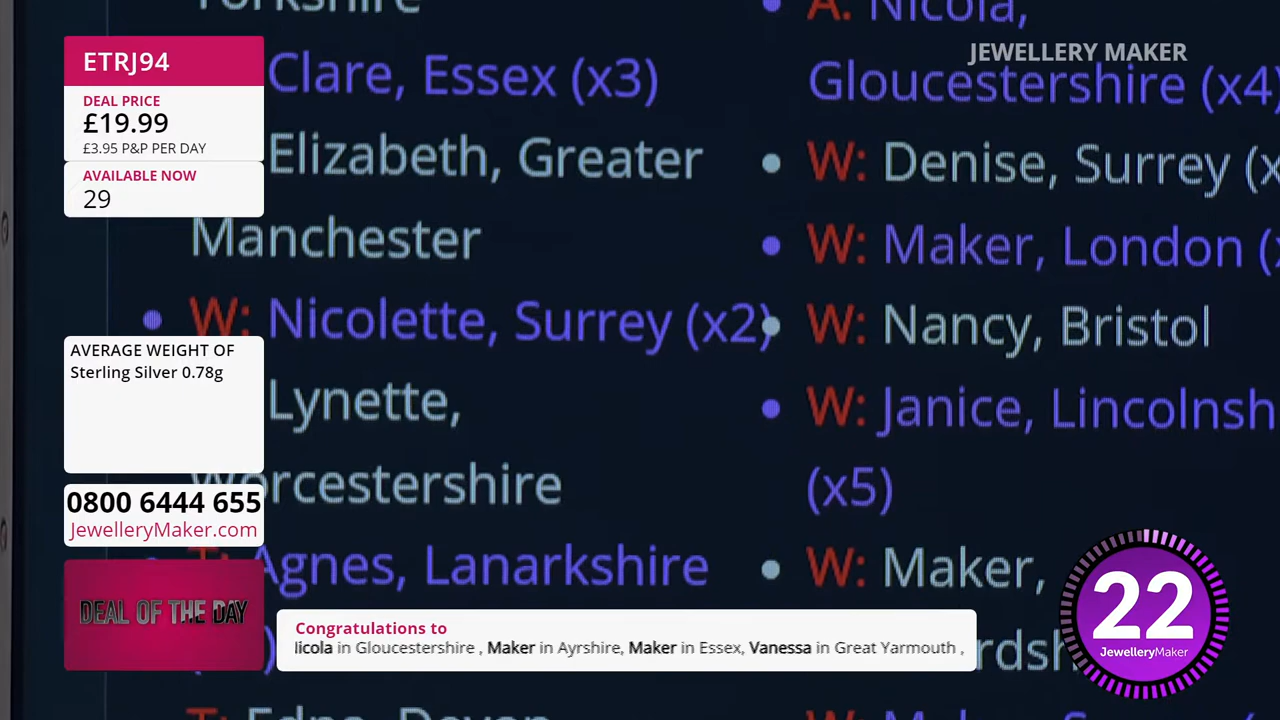 Yorkshire
Clare, Essex (x3)
Elizabeth, Greater
Manchester
W: Nicolette, Surrey (x2)
Lynette,
Worcestershire
T: Agnes, Lanarkshire
Edna, Devon
A: Nicola,
Gloucestershire (x4)
W: Denise, Surrey (x
W: Maker, London (x
W: Nancy, Bristol
W: Janice, Lincolnsh
(x5)
W: Maker,
rdsh
JEWELLERY MAKER
ETRJ94
DEAL PRICE
£19.99
£3.95 P&P PER DAY
AVAILABLE NOW
29
AVERAGE WEIGHT OF
Sterling Silver 0.78g
0800 6444 655
JewelleryMaker.com
DEAL OF THE DAY
Congratulations to
licola in Gloucestershire , Maker in Ayrshire, Maker in Essex, Vanessa in Great Yarmouth ,
22
JewelleryMaker